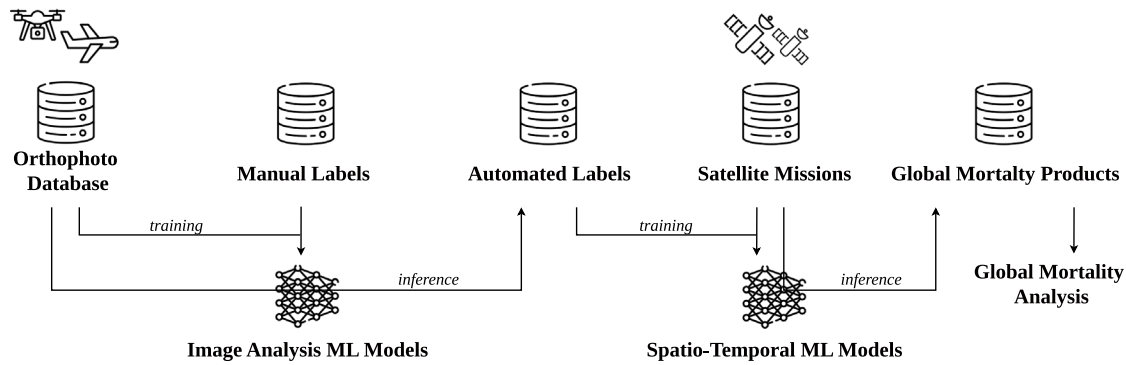 Orthophoto
Database
Manual Labels
Automated Labels
Satellite Missions
Global Mortalty Products
training
training
inference
inference
Global Mortality
Analysis
Image Analysis ML Models
Spatio-Temporal ML Models